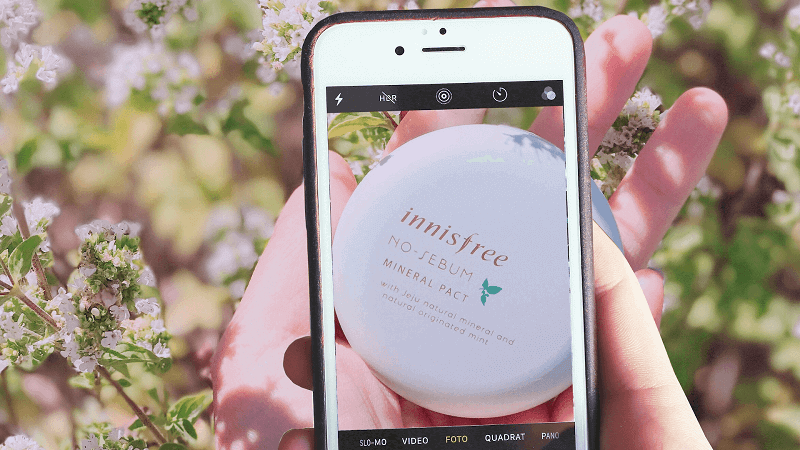 HDR
innisfree
NO-SEBUM
MINERAL PACT
with Jeju natural mineral and
natural originated mint
SLO-MO VIDEO FOTO QUADRAT PANO